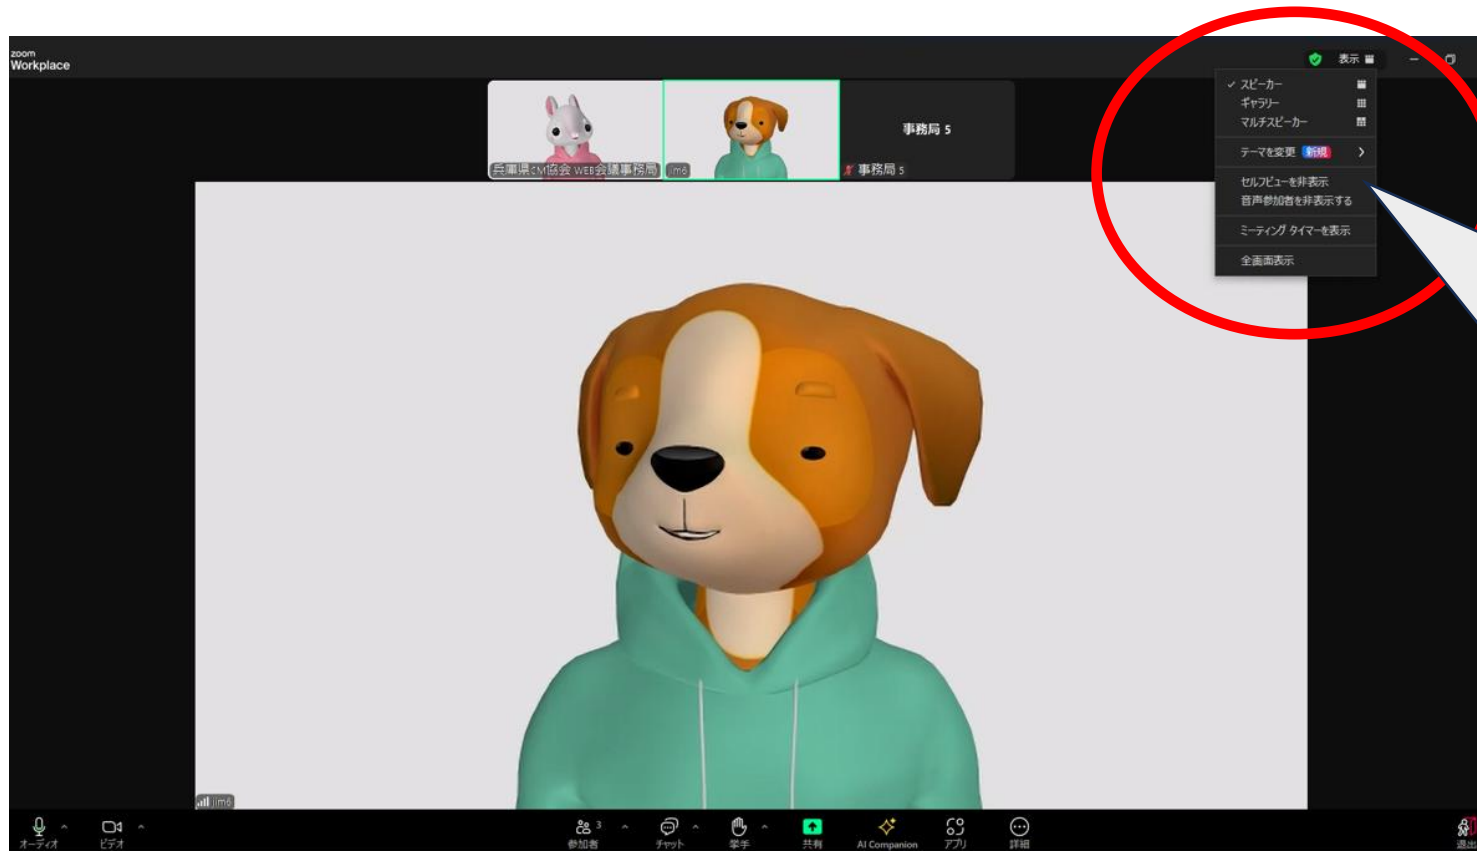 zoom
Workplace
表示
スピーカー
ギャラリー
マルチスピーカー
テーマを変更 新規
セルフビューを非表示
音声参加者を非表示する
ミーティング タイマーを表示
全画面表示
兵庫県CM協会 WEB会議事務局
jim6
事務局 5
事務局 5
jim6
オーディオ
ビデオ
参加者 3
チャット
挙手
共有
AI Companion
アプリ
詳細
退出